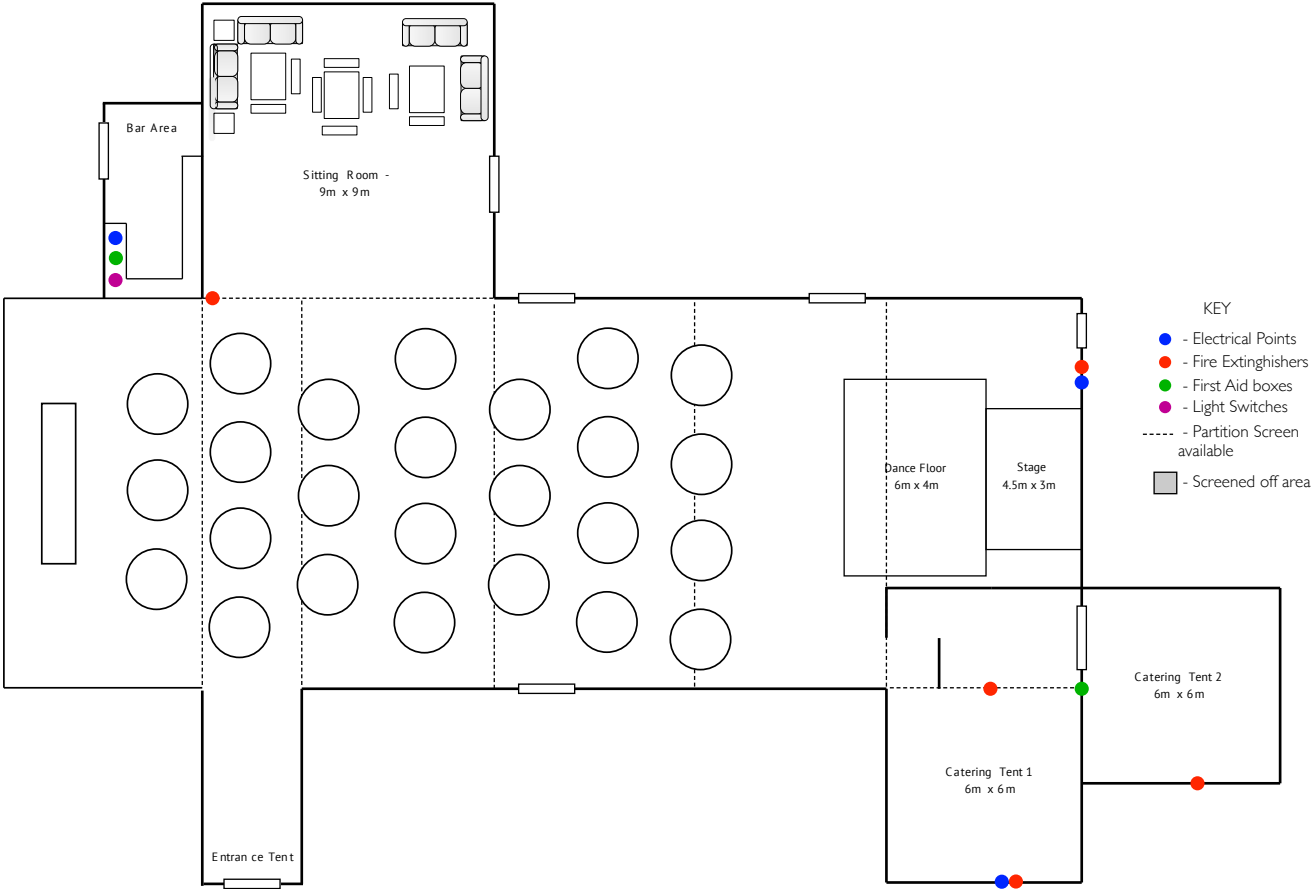 Bar Area
Sitting Room -
9m x 9m
KEY
- Electrical Points
- Fire Extinghishers
- First Aid boxes
- Light Switches
- Partition Screen
available
- Screened off area
Dance Floor
6m x 4m
Stage
4.5m x 3m
Catering Tent 2
6m x 6m
Catering Tent 1
6m x 6m
Entrance Tent